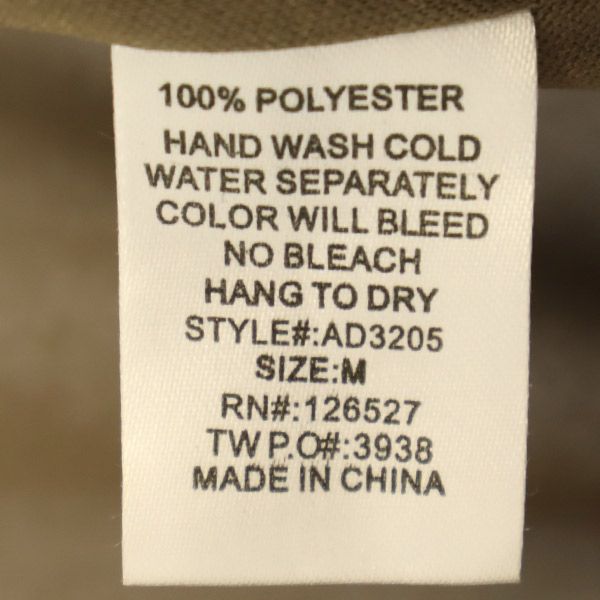 100% POLYESTER
HAND WASH COLD
WATER SEPARATELY
COLOR WILL BLEED
NO BLEACH
HANG TO DRY
STYLE#:AD3205
SIZE:M
RN#:126527
TW P.O#:3938
MADE IN CHINA